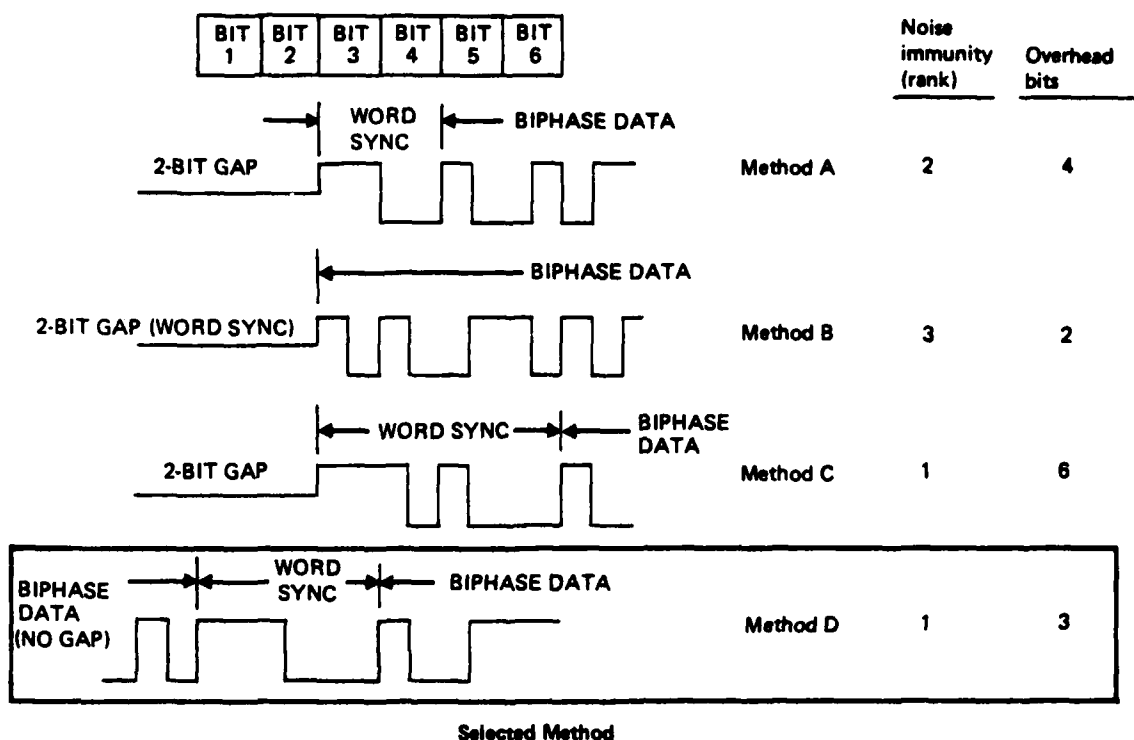 BIT 1 BIT 2 BIT 3 BIT 4 BIT 5 BIT 6
Noise immunity (rank)
Overhead bits
WORD SYNC
BIPHASE DATA
2-BIT GAP
Method A 2 4
BIPHASE DATA
2-BIT GAP (WORD SYNC)
Method B 3 2
WORD SYNC
BIPHASE DATA
2-BIT GAP
Method C 1 6
BIPHASE DATA (NO GAP)
WORD SYNC
BIPHASE DATA
Method D 1 3
Selected Method